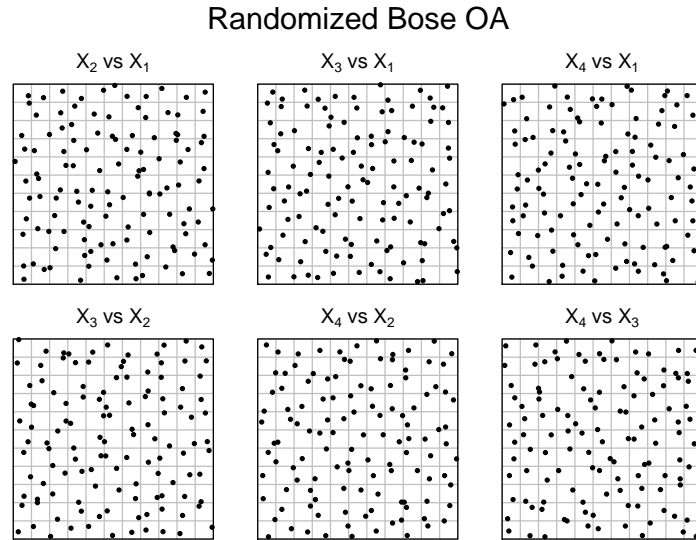 Randomized Bose OA
X₂ vs X₁
X₃ vs X₁
X₄ vs X₁
X₃ vs X₂
X₄ vs X₂
X₄ vs X₃